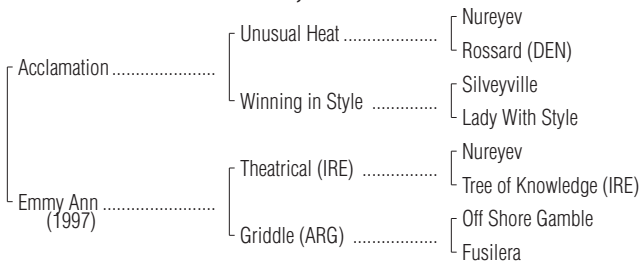 Nureyev
Unusual Heat ....................
Rossard (DEN)
Acclamation ......................
Silveyville
Winning in Style ..............
Lady With Style
Nureyev
Theatrical (IRE) ................
Tree of Knowledge (IRE)
Emmy Ann ........................
(1997)
Off Shore Gamble
Griddle (ARG) ..................
Fusilera